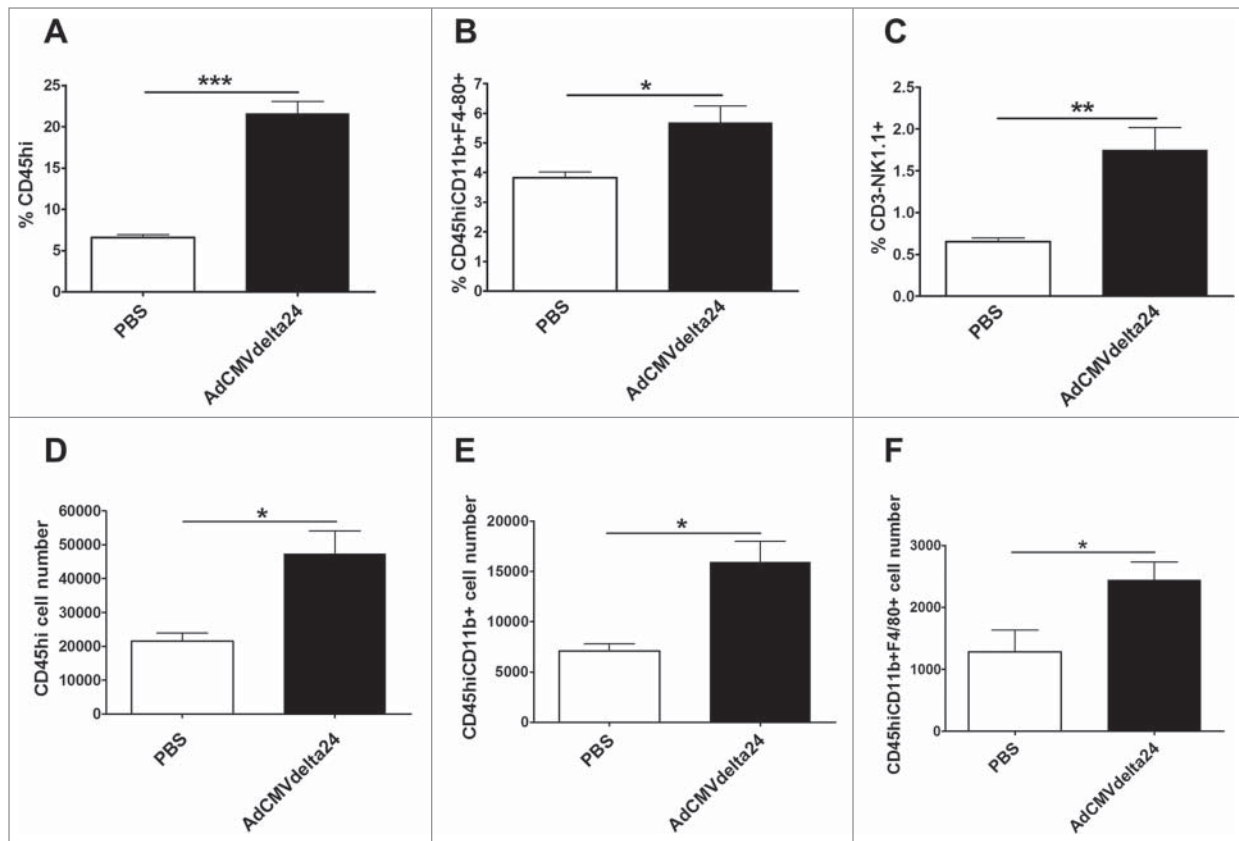 A
% CD45hi
25
20
15
10
5
0
***
PBS
AdCMVdelta24
B
% CD45hiCD11b+F4-80+
7
6
5
4
3
2
1
0
*
PBS
AdCMVdelta24
C
% CD3-NK1.1+
2.5
2.0
1.5
1.0
0.5
0.0
**
PBS
AdCMVdelta24
D
CD45hi cell number
60000
50000
40000
30000
20000
10000
0
*
PBS
AdCMVdelta24
E
CD45hiCD11b+ cell number
20000
15000
10000
5000
0
*
PBS
AdCMVdelta24
F
CD45hiCD11b+F4/80+ cell number
3000
2000
1000
0
*
PBS
AdCMVdelta24